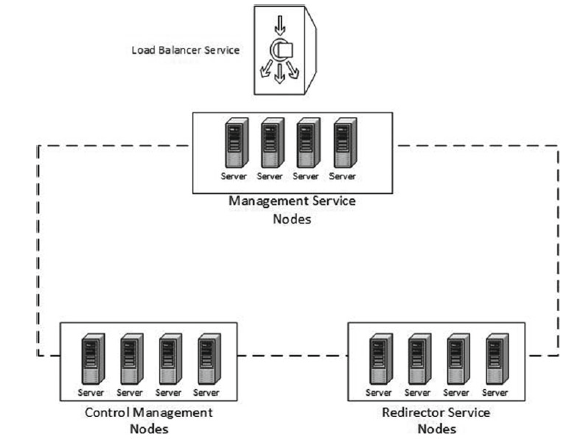 Load Balancer Service
Server Server Server Server
Management Service
Nodes
Server Server Server Server
Control Management
Nodes
Server Server Server Server
Redirector Service
Nodes